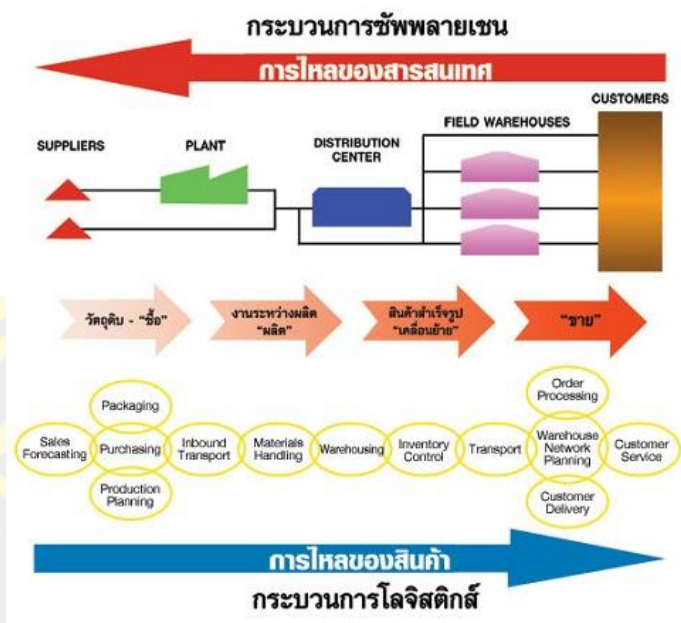 กระบวนการซัพพลายเชน
การไหลของสารสนเทศ
CUSTOMERS
FIELD WAREHOUSES
SUPPLIERS
PLANT
DISTRIBUTION
CENTER
วัตถุดิบ - “ซื้อ”
งานระหว่างผลิต
“ผลิต”
สินค้าสำเร็จรูป
“เคลื่อนย้าย”
“ขาย”
Order
Processing
Packaging
Sales
Forecasting
Purchasing
Inbound
Transport
Materials
Handling
Warehousing
Inventory
Control
Transport
Warehouse
Network
Planning
Customer
Service
Production
Planning
Customer
Delivery
การไหลของสินค้า
กระบวนการโลจิสติกส์